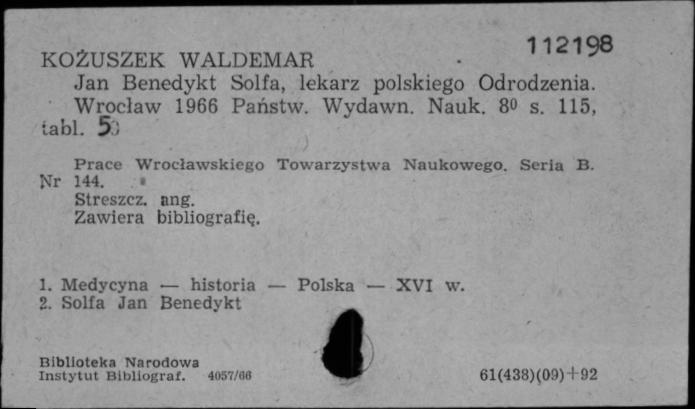 112198
KOŻUSZEK WALDEMAR
Jan Benedykt Solfa, lekarz polskiego Odrodzenia.
Wrocław 1966 Państw. Wydawn. Nauk. 8⁰ s. 115,
tabl. 5
Prace Wrocławskiego Towarzystwa Naukowego. Seria B.
Nr 144.
Streszcz. ang.
Zawiera bibliografię.
1. Medycyna — historia — Polska — XVI w.
2. Solfa Jan Benedykt
Biblioteka Narodowa
Instytut Bibliograf. 4057/66
61(438)(09)+92